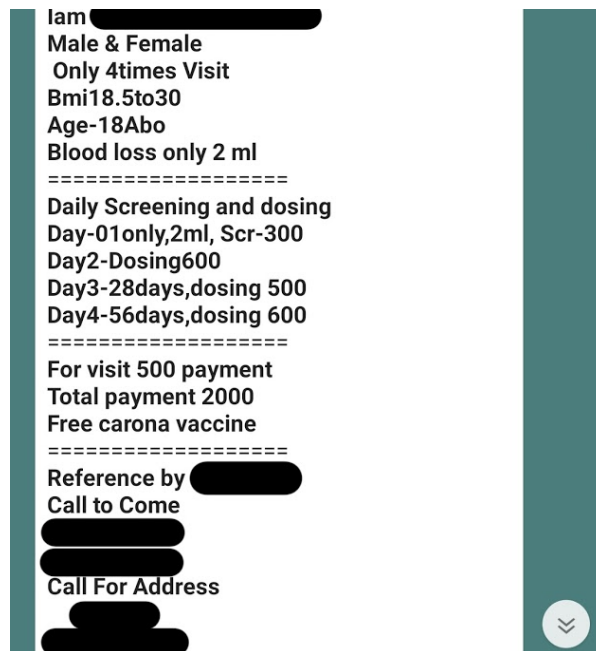 Iam
Male & Female
Only 4times Visit
Bmi18.5to30
Age-18Abo
Blood loss only 2 ml
===================
Daily Screening and dosing
Day-01only,2ml, Scr-300
Day2-Dosing600
Day3-28days,dosing 500
Day4-56days,dosing 600
===================
For visit 500 payment
Total payment 2000
Free carona vaccine
===================
Reference by
Call to Come
Call For Address